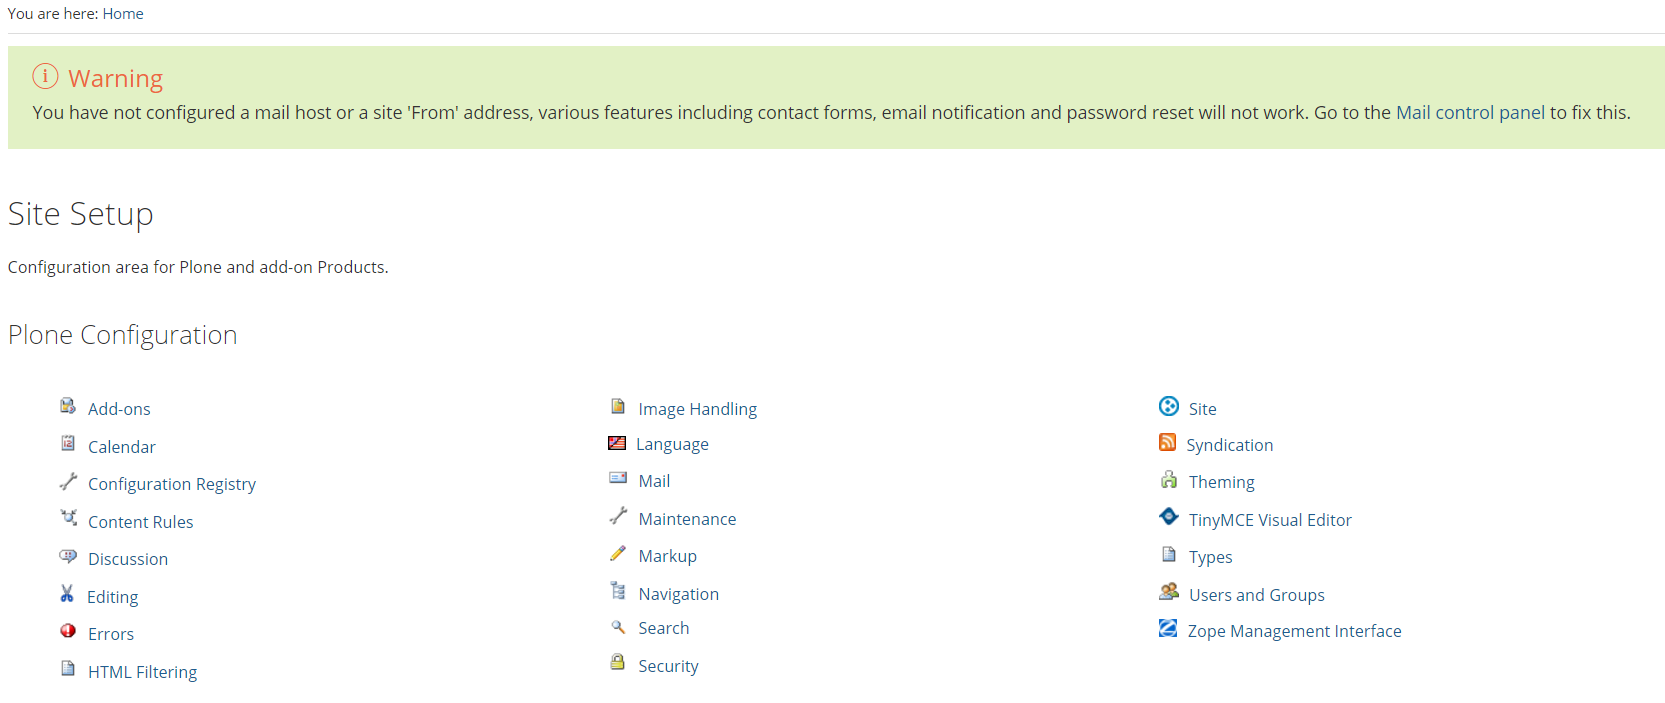 You are here: Home
Warning
You have not configured a mail host or a site 'From' address, various features including contact forms, email notification and password reset will not work. Go to the Mail control panel to fix this.
Site Setup
Configuration area for Plone and add-on Products.
Plone Configuration
Add-ons
Calendar
Configuration Registry
Content Rules
Discussion
Editing
Errors
HTML Filtering
Image Handling
Language
Mail
Maintenance
Markup
Navigation
Search
Security
Site
Syndication
Theming
TinyMCE Visual Editor
Types
Users and Groups
Zope Management Interface